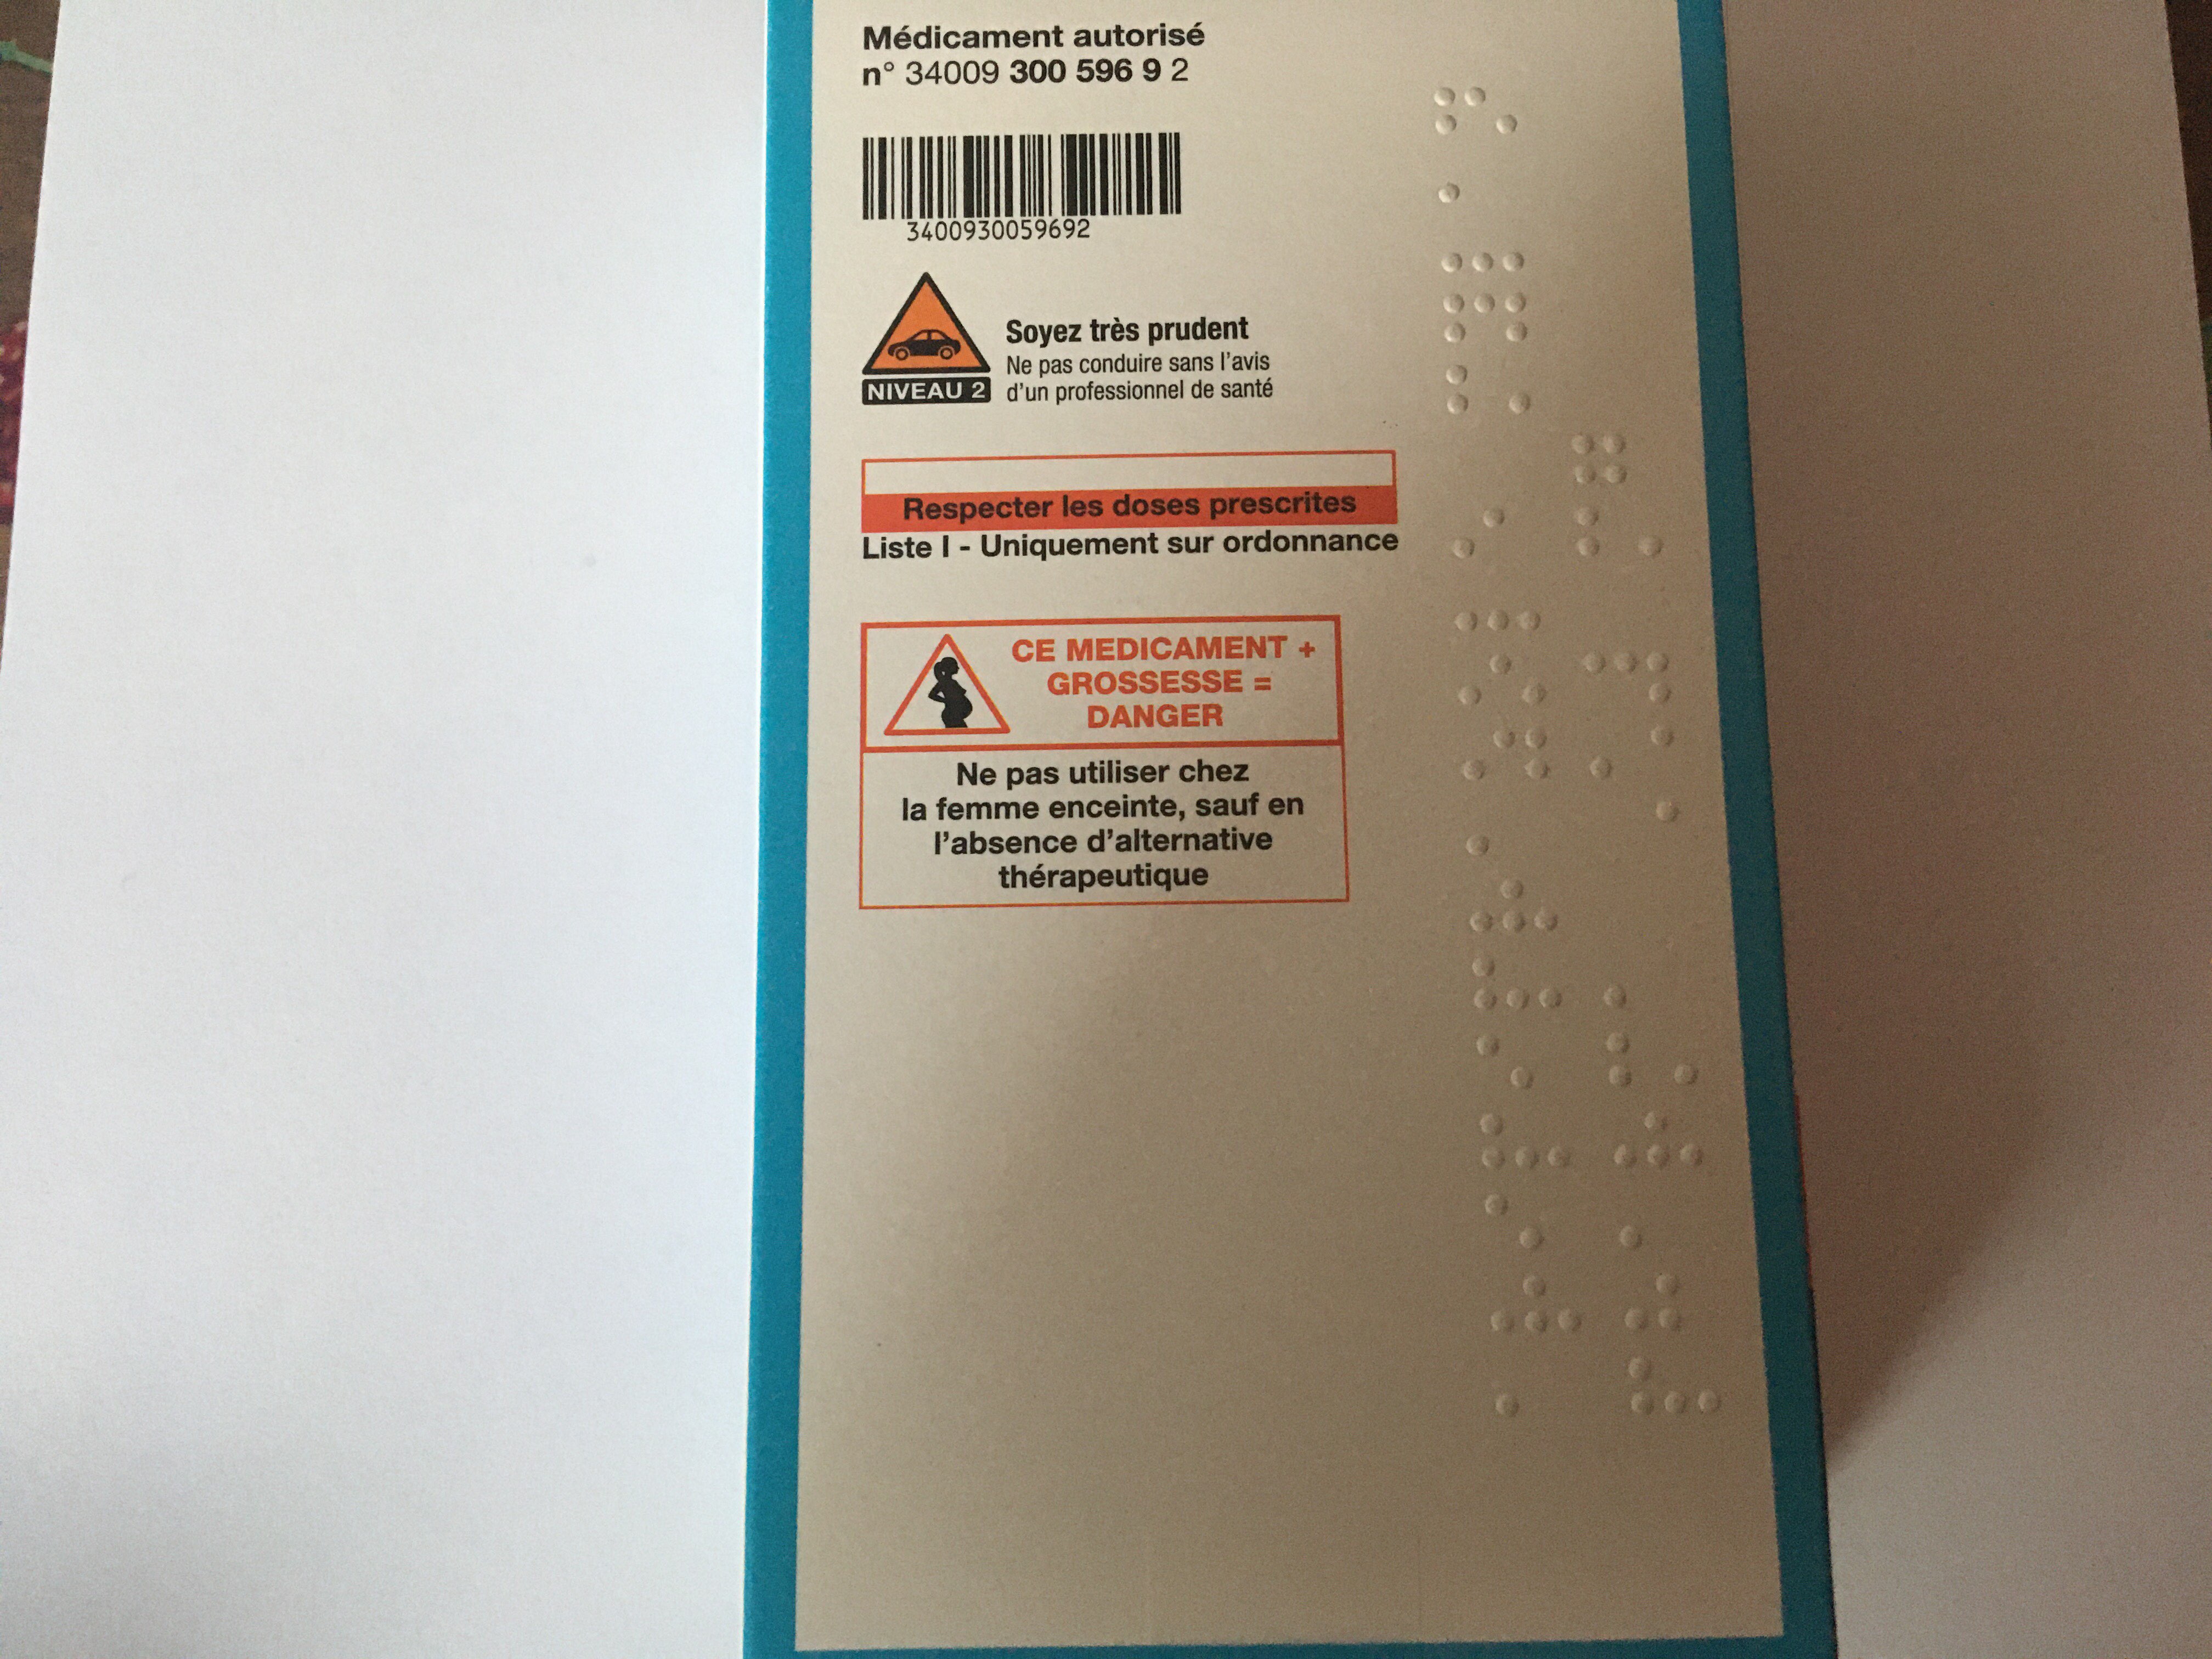 Médicament autorisé
n° 34009 300 596 9 2
3400930059692
Soyez très prudent
Ne pas conduire sans l'avis
d'un professionnel de santé
NIVEAU 2
Respecter les doses prescrites
Liste I - Uniquement sur ordonnance
CE MEDICAMENT +
GROSSESSE =
DANGER
Ne pas utiliser chez
la femme enceinte, sauf en
l'absence d'alternative
thérapeutique